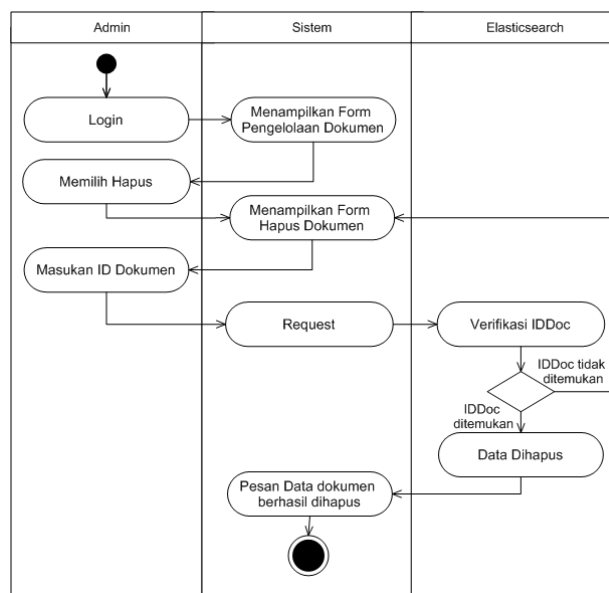 Admin
Sistem
Elasticsearch
Login
Menampilkan Form
Pengelolaan Dokumen
Memilih Hapus
Menampilkan Form
Hapus Dokumen
Masukan ID Dokumen
Request
Verifikasi IDDoc
IDDoc tidak
ditemukan
IDDoc
ditemukan
Data Dihapus
Pesan Data dokumen
berhasil dihapus